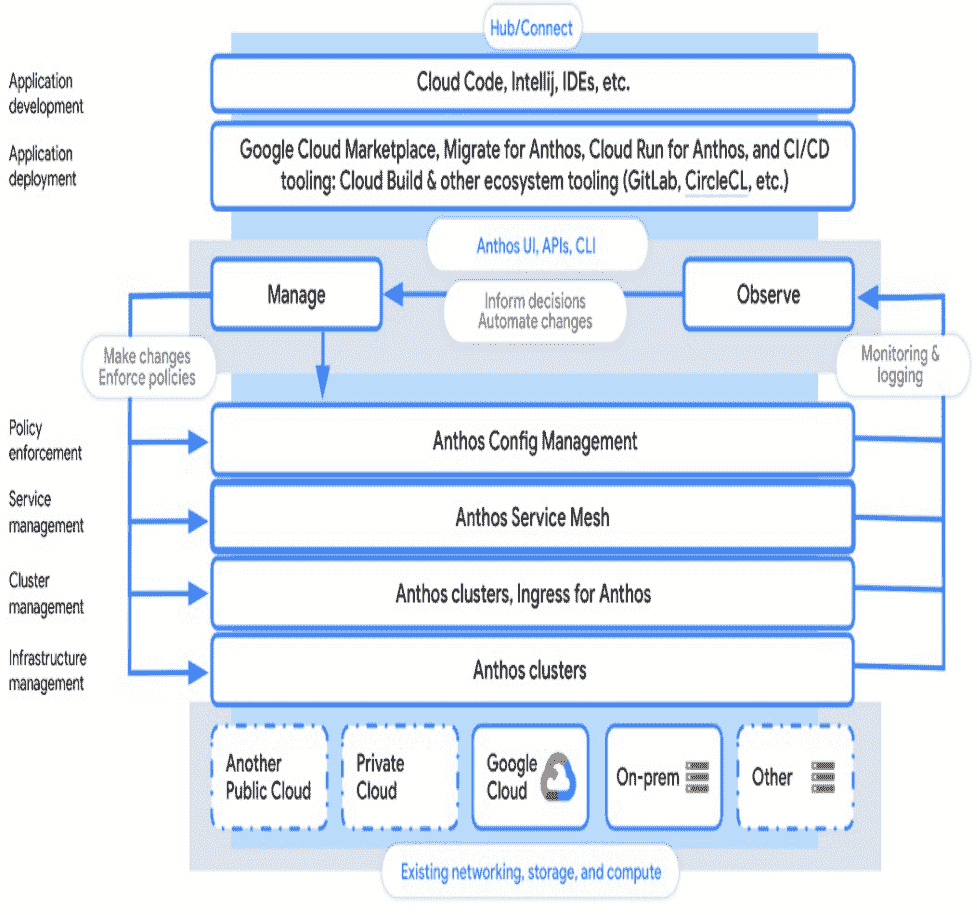 Hub/Connect
Application
development
Cloud Code, Intellij, IDEs, etc.
Application
deployment
Google Cloud Marketplace, Migrate for Anthos, Cloud Run for Anthos, and CI/CD
tooling: Cloud Build & other ecosystem tooling (GitLab, CircleCL, etc.)
Anthos UI, APIs, CLI
Manage
Inform decisions
Automate changes
Observe
Make changes
Enforce policies
Monitoring &
logging
Policy
enforcement
Anthos Config Management
Service
management
Anthos Service Mesh
Cluster
management
Anthos clusters, Ingress for Anthos
Infrastructure
management
Anthos clusters
Another
Public Cloud
Private
Cloud
Google
Cloud
On-prem
Other
Existing networking, storage, and compute